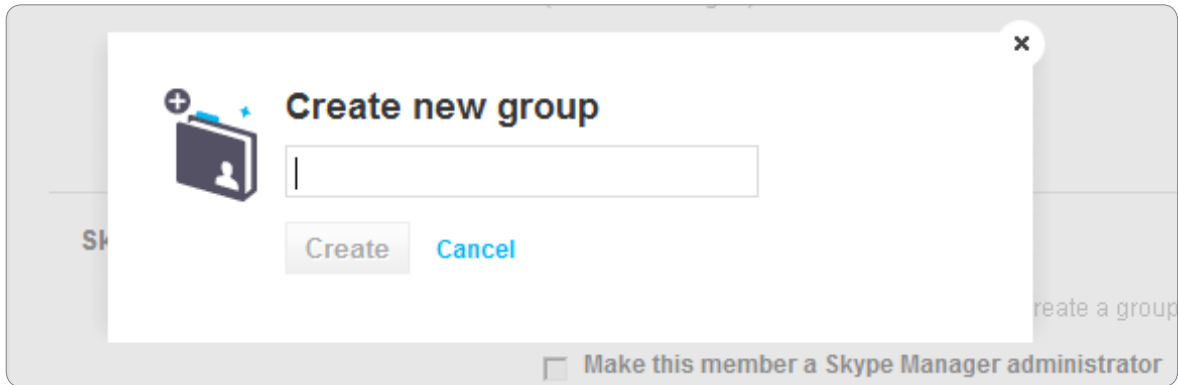 Create new group
Create
Cancel
Sk
reate a group
Make this member a Skype Manager administrator